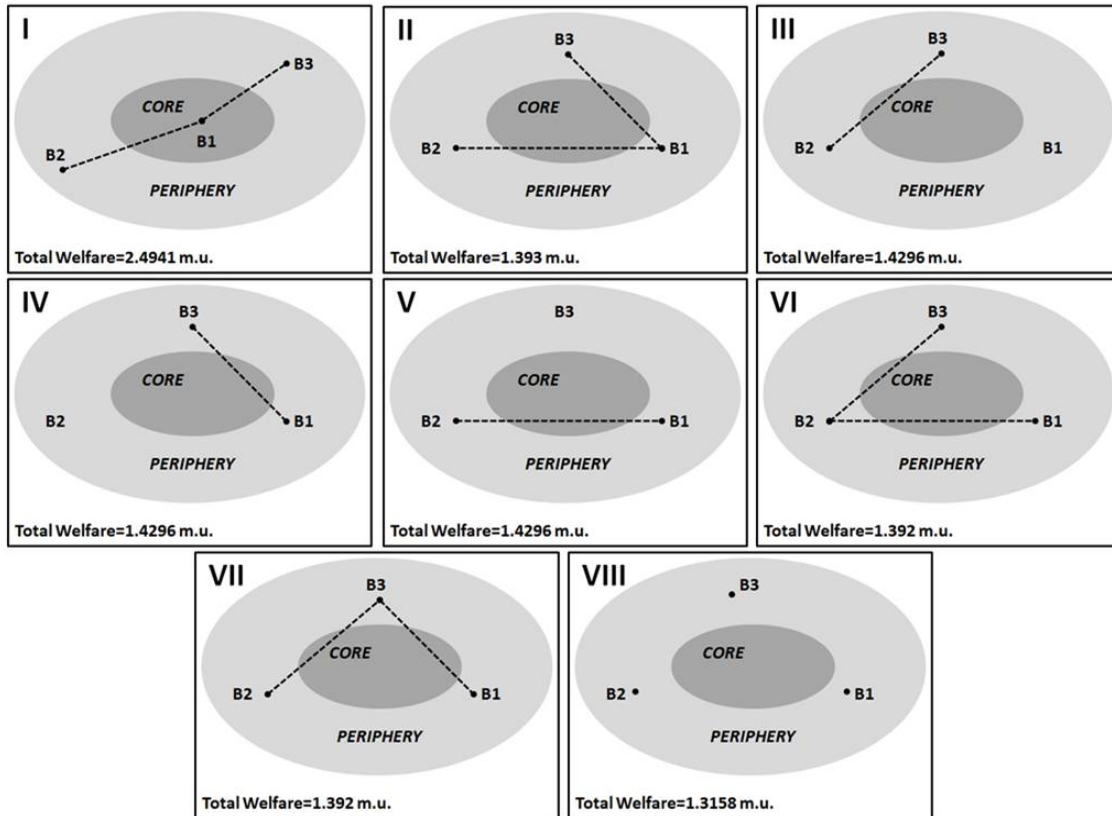 I
B3
CORE
B1
B2
PERIPHERY
Total Welfare=2.4941 m.u.
II
B3
CORE
B2
B1
PERIPHERY
Total Welfare=1.393 m.u.
III
B3
CORE
B2
B1
PERIPHERY
Total Welfare=1.4296 m.u.
IV
B3
CORE
B2
B1
PERIPHERY
Total Welfare=1.4296 m.u.
V
B3
CORE
B2
B1
PERIPHERY
Total Welfare=1.4296 m.u.
VI
B3
CORE
B2
B1
PERIPHERY
Total Welfare=1.392 m.u.
VII
B3
CORE
B2
B1
PERIPHERY
Total Welfare=1.392 m.u.
VIII
B3
CORE
B2
B1
PERIPHERY
Total Welfare=1.3158 m.u.